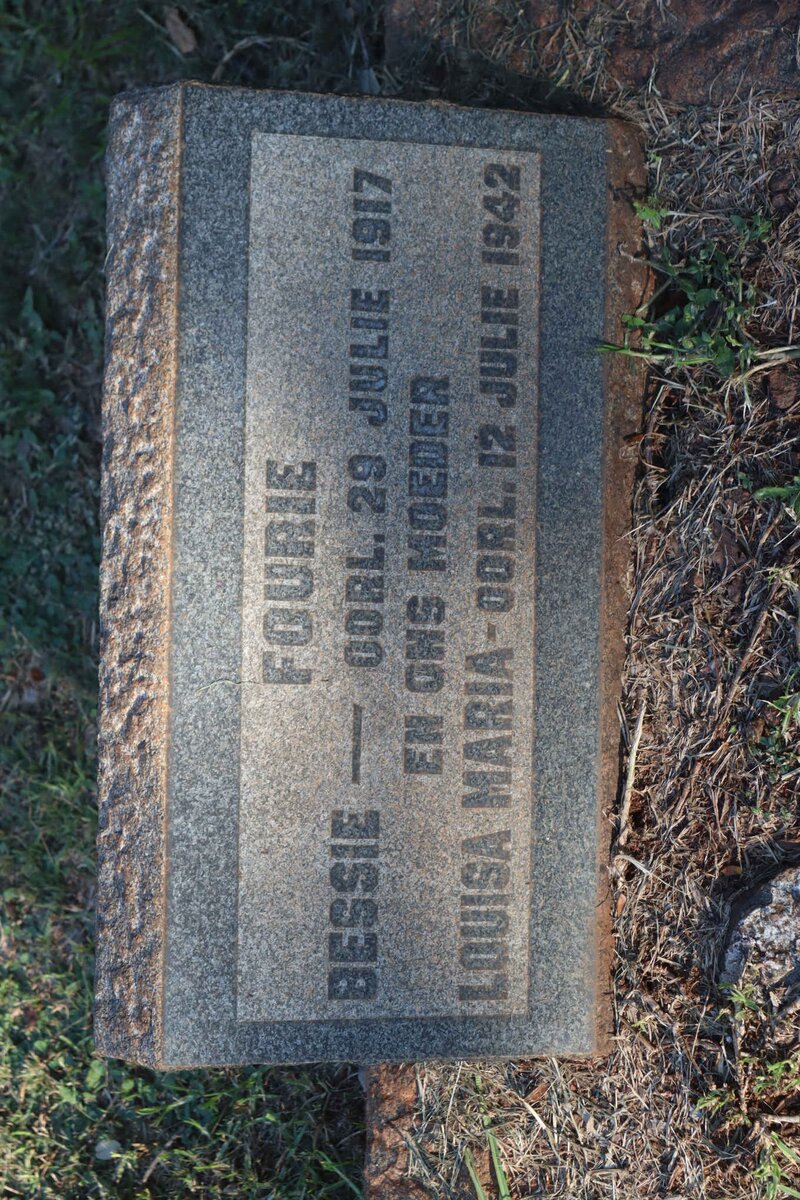 FOURIE
BESSIE — OORL. 29 JULIE 1917
EN ONS MOEDER
LOUISA MARIA - OORL. 12 JULIE 1942